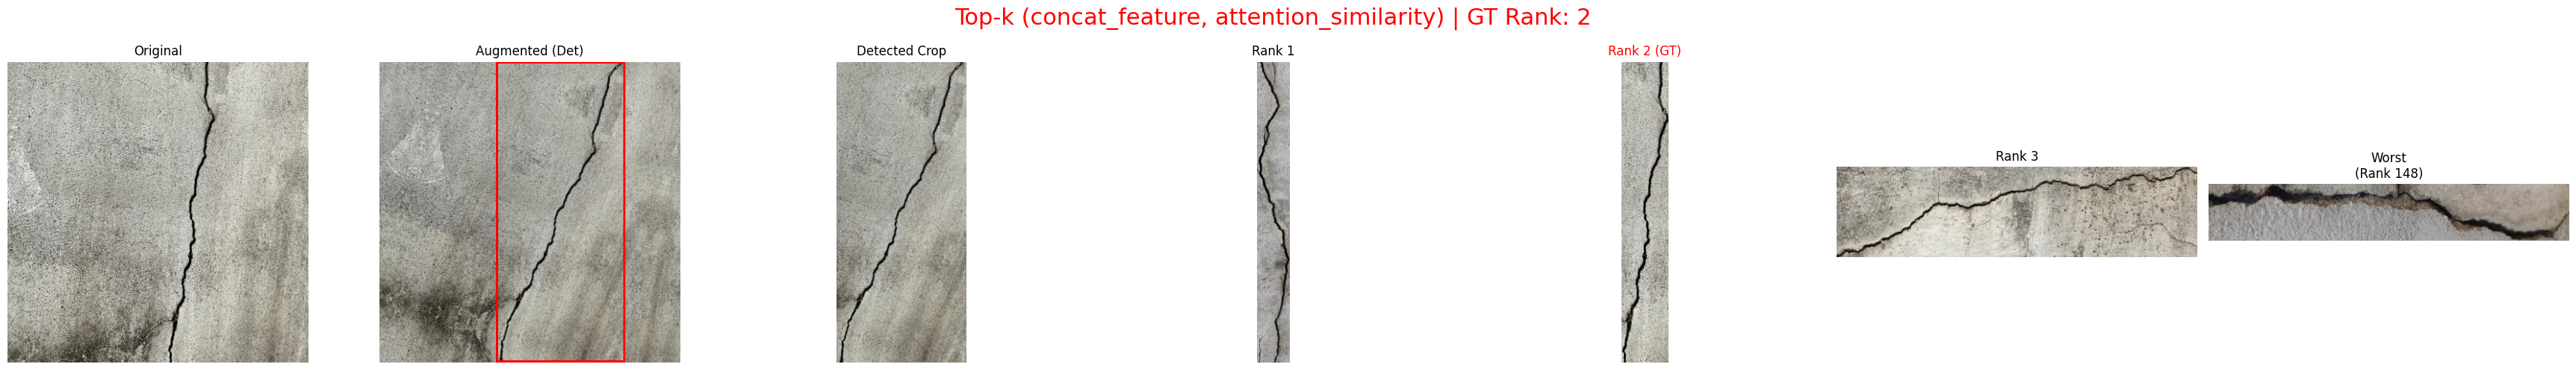 Top-k (concat_feature, attention_similarity) | GT Rank: 2
Original
Augmented (Det)
Detected Crop
Rank 1
Rank 2 (GT)
Rank 3
Worst
(Rank 148)